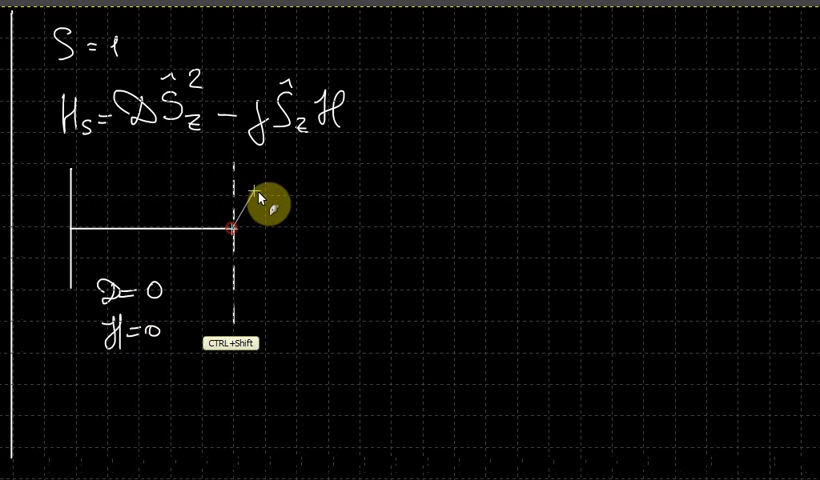 S = 1
H_S = D Ŝ_z^2 - γ Ŝ_z H
D = 0
H = 0
CTRL+Shift